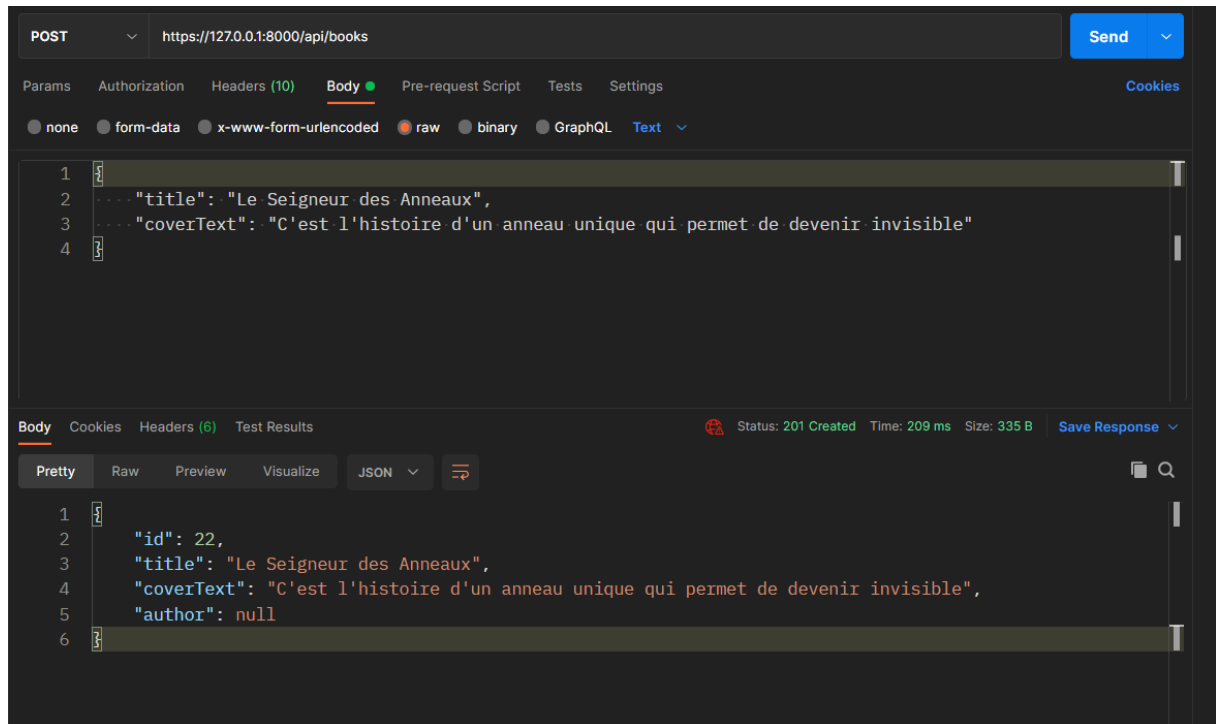 POST https://127.0.0.1:8000/api/books Send
Params Authorization Headers (10) Body Pre-request Script Tests Settings Cookies
none form-data x-www-form-urlencoded raw binary GraphQL Text
1 {
2 "title": "Le Seigneur des Anneaux",
3 "coverText": "C'est l'histoire d'un anneau unique qui permet de devenir invisible"
4 }
Body Cookies Headers (6) Test Results Status: 201 Created Time: 209 ms Size: 335 B Save Response
Pretty Raw Preview Visualize JSON
1 {
2 "id": 22,
3 "title": "Le Seigneur des Anneaux",
4 "coverText": "C'est l'histoire d'un anneau unique qui permet de devenir invisible",
5 "author": null
6 }